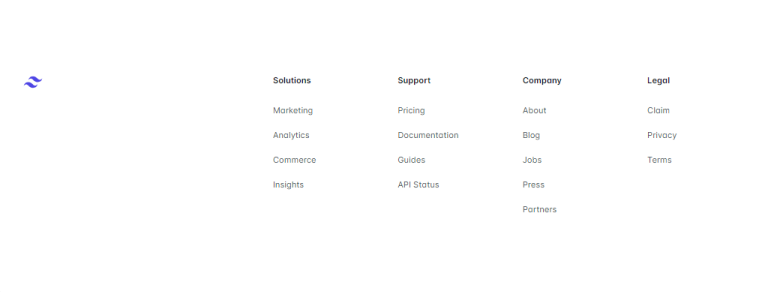 Solutions
Marketing
Analytics
Commerce
Insights
Support
Pricing
Documentation
Guides
API Status
Company
About
Blog
Jobs
Press
Partners
Legal
Claim
Privacy
Terms